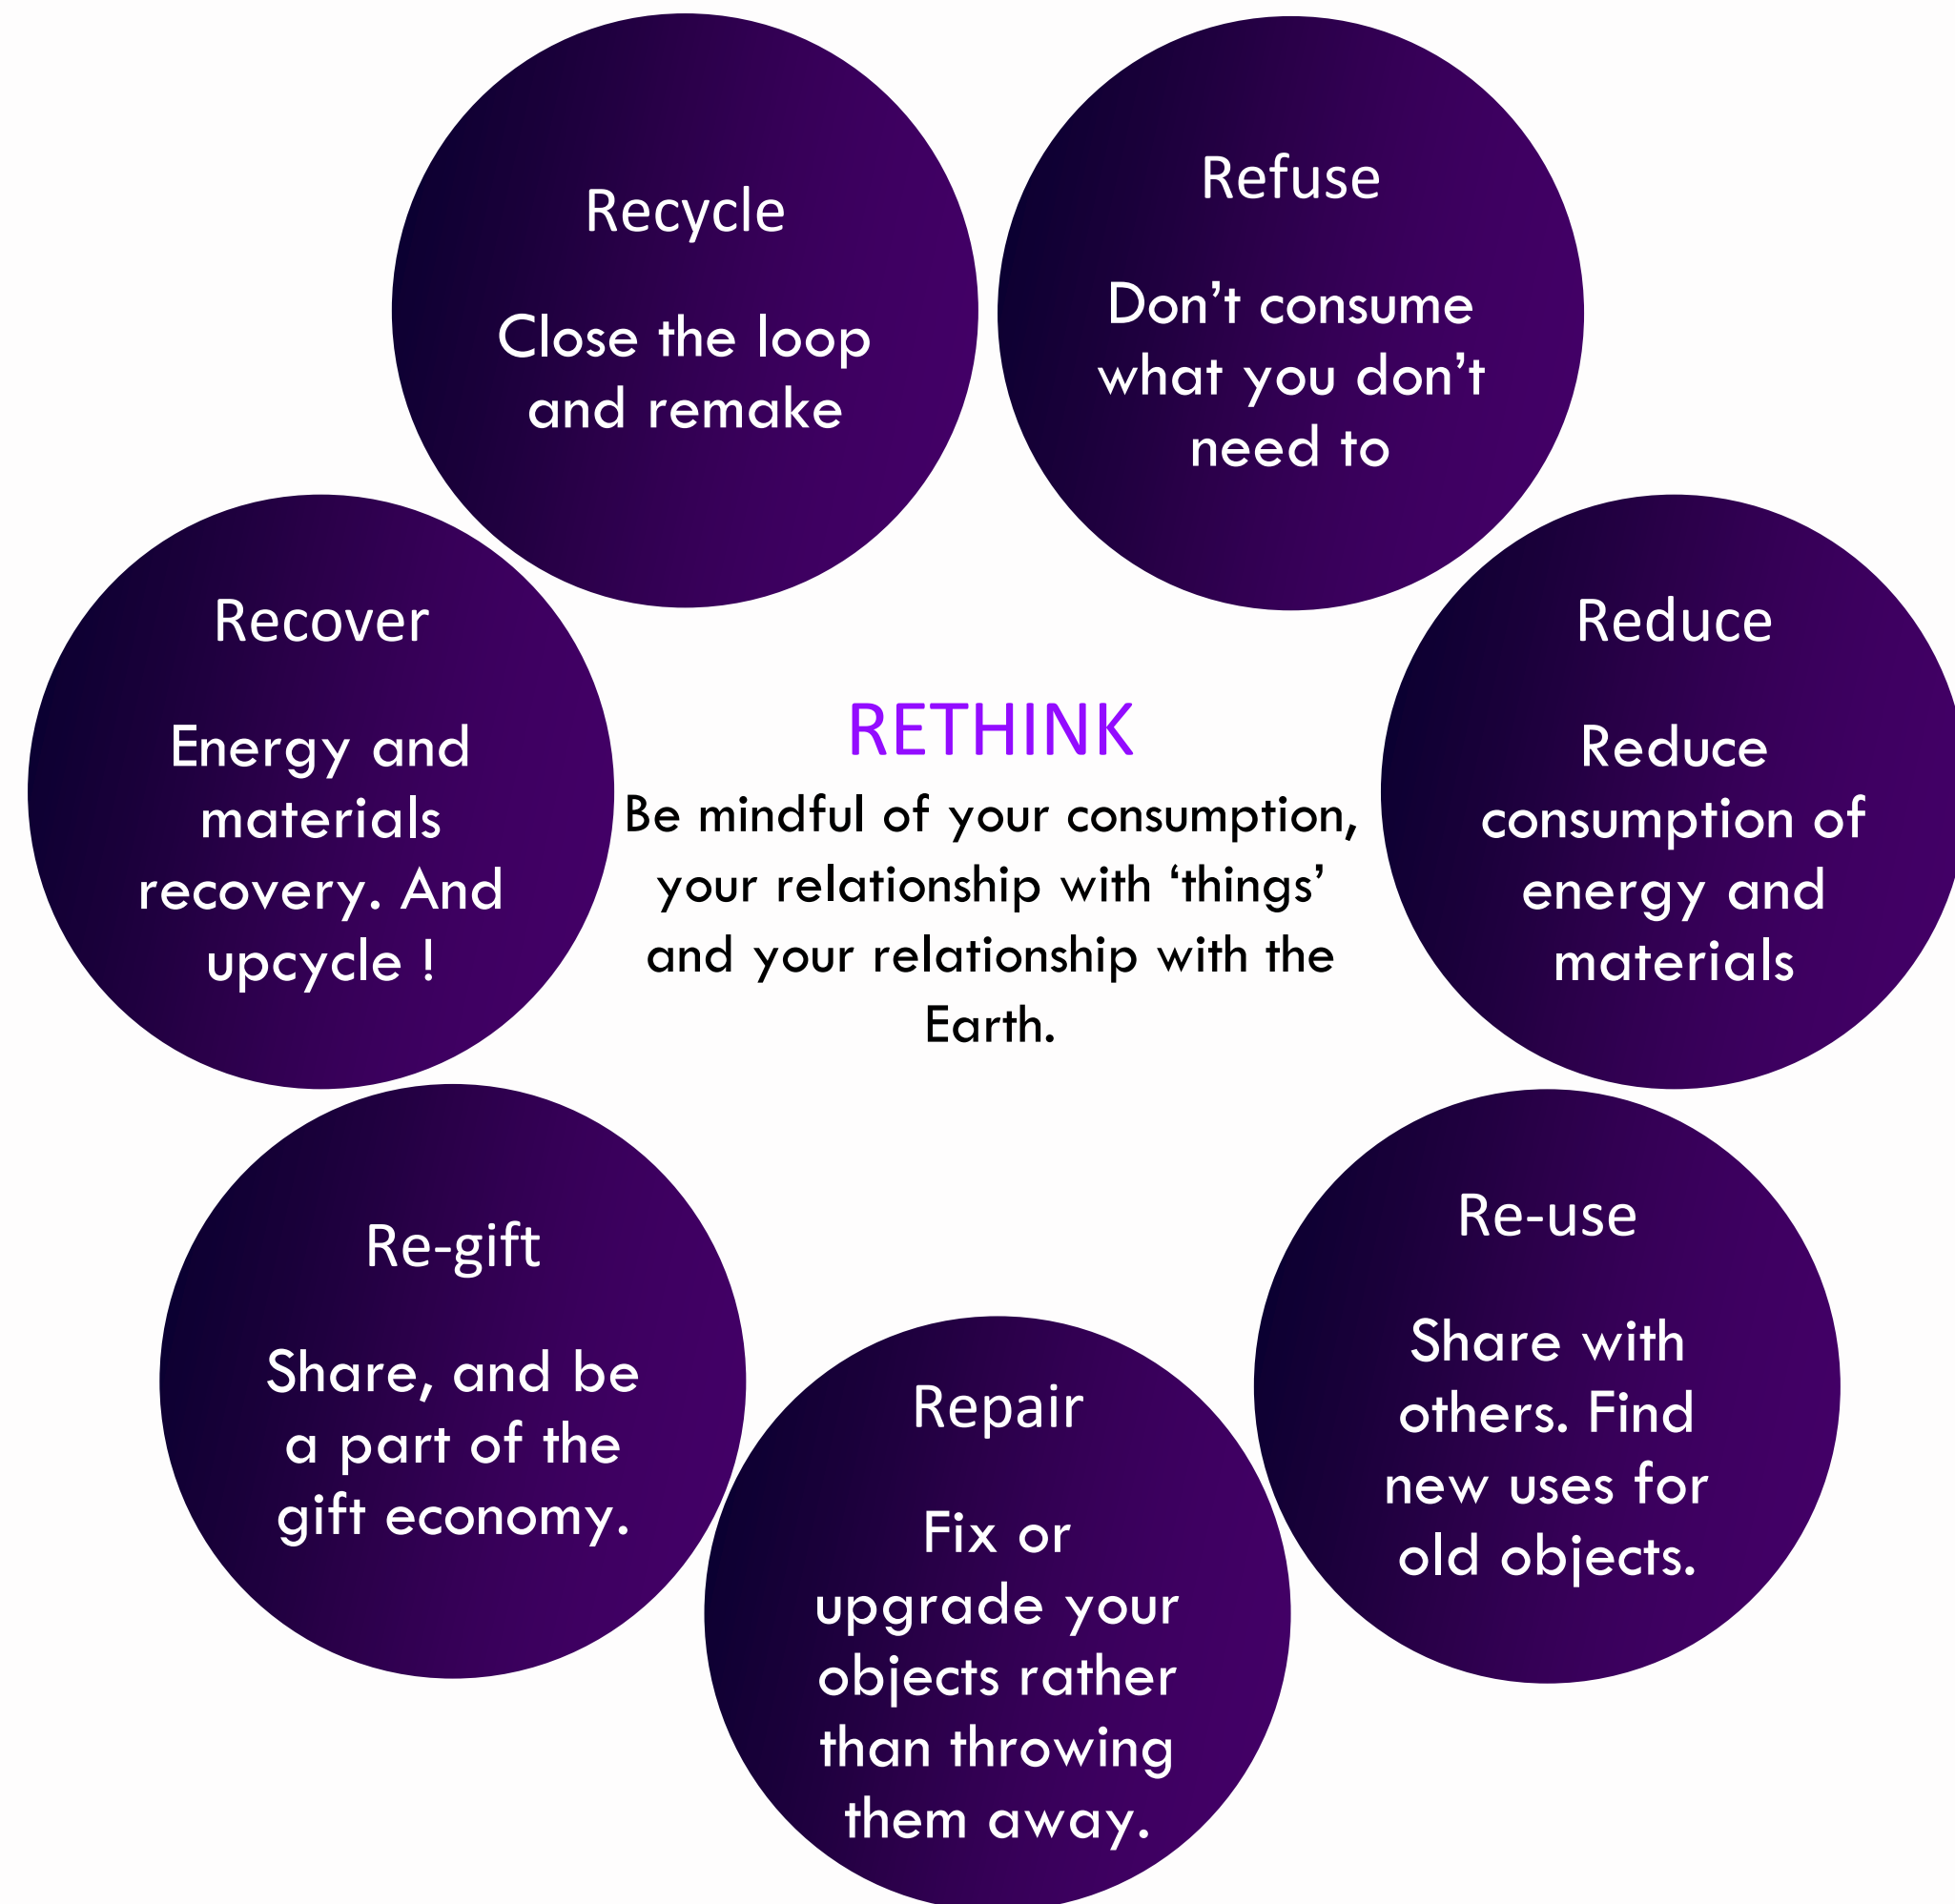 Recycle
Close the loop
and remake
Refuse
Don’t consume
what you don’t
need to
Reduce
Reduce
consumption of
energy and
materials
Re-use
Share with
others. Find
new uses for
old objects.
Repair
Fix or
upgrade your
objects rather
than throwing
them away.
Re-gift
Share, and be
a part of the
gift economy.
Recover
Energy and
materials
recovery. And
upcycle !
RETHINK
Be mindful of your consumption,
your relationship with ‘things’
and your relationship with the
Earth.